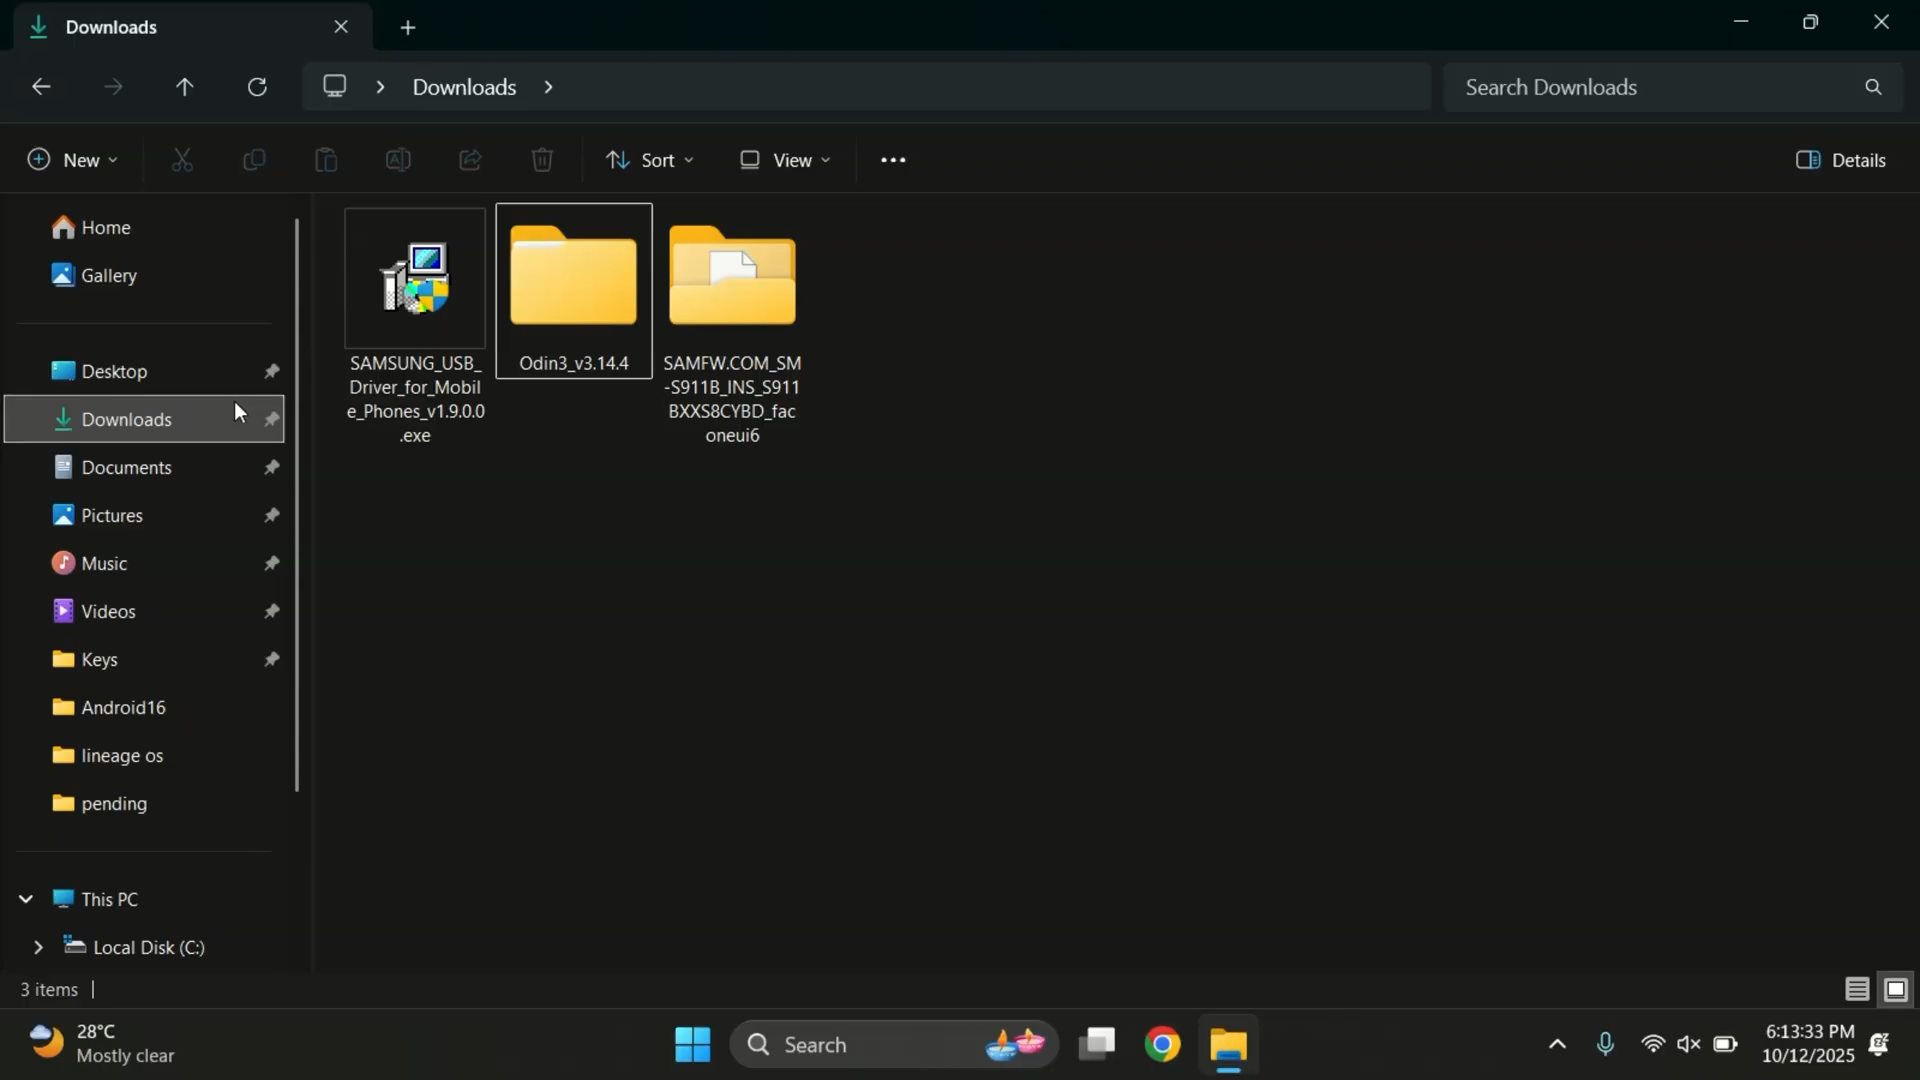 Downloads
Downloads
Search Downloads
New
Sort
View
Details
Home
Gallery
Desktop
Downloads
Documents
Pictures
Music
Videos
Keys
Android16
lineage os
pending
This PC
Local Disk (C:)
SAMSUNG_USB_
Driver_for_Mobil
e_Phones_v1.9.0.0
.exe
Odin3_v3.14.4
SAMFW.COM_SM
-S911B_INS_S911
BXXS8CYBD_fac
oneui6
3 items
28°C
Mostly clear
Search
6:13:33 PM
10/12/2025